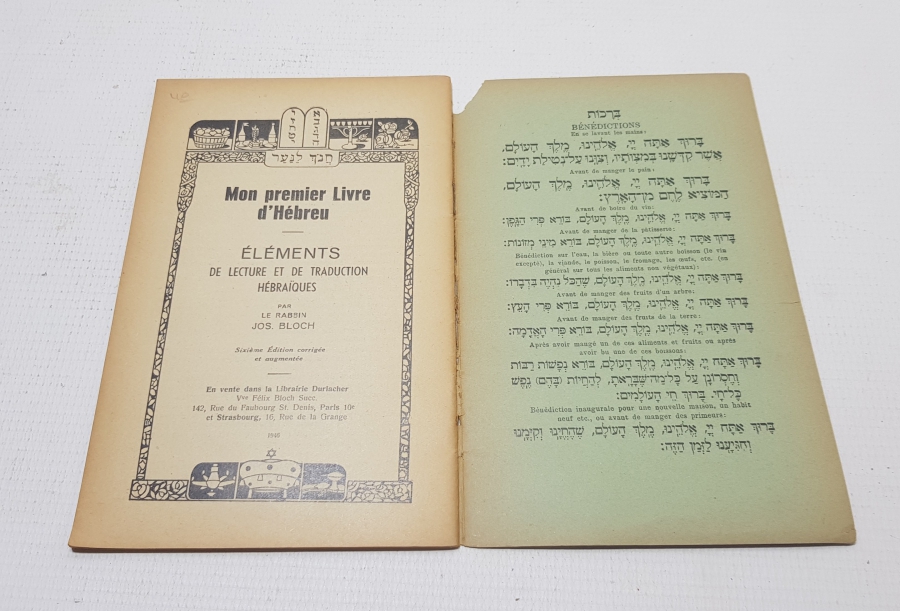 חֲנֹךְ לַנַּעַר
Mon premier Livre
d'Hébreu
ÉLÉMENTS
DE LECTURE ET DE TRADUCTION
HÉBRAÏQUES
PAR
LE RABBIN
JOS. BLOCH
Sixième Édition corrigée
et augmentée
En vente dans la Librairie Durlacher
Vve Félix Bloch Succ.
142, Rue du Faubourg St. Denis, Paris 10e
et Strasbourg, 16, Rue de la Grange
בְּרָכוֹת
BÉNÉDICTIONS
En se lavant les mains:
בָּרוּךְ אַתָּה יְיָ, אֱלֹהֵינוּ, מֶלֶךְ הָעוֹלָם,
אֲשֶׁר קִדְּשָׁנוּ בְּמִצְוֹתָיו, וְצִוָּנוּ עַל־נְטִילַת יָדָיִם:
Avant de manger le pain:
בָּרוּךְ אַתָּה יְיָ, אֱלֹהֵינוּ, מֶלֶךְ הָעוֹלָם,
הַמּוֹצִיא לֶחֶם מִן־הָאָרֶץ:
Avant de boire du vin:
בָּרוּךְ אַתָּה יְיָ, אֱלֹהֵינוּ, מֶלֶךְ הָעוֹלָם, בּוֹרֵא פְּרִי הַגָּפֶן:
Avant de manger de la pâtisserie:
בָּרוּךְ אַתָּה יְיָ, אֱלֹהֵינוּ, מֶלֶךְ הָעוֹלָם, בּוֹרֵא מִינֵי מְזוֹנוֹת:
Bénédiction sur l'eau, la bière ou toute autre boisson (le vin
excepté), la viande, le poisson, le fromage, les œufs, etc. (en
général sur tous les aliments non végétaux):
בָּרוּךְ אַתָּה יְיָ, אֱלֹהֵינוּ, מֶלֶךְ הָעוֹלָם, שֶׁהַכֹּל נִהְיֶה בִּדְבָרוֹ:
Avant de manger des fruits d'un arbre:
בָּרוּךְ אַתָּה יְיָ, אֱלֹהֵינוּ, מֶלֶךְ הָעוֹלָם, בּוֹרֵא פְּרִי הָעֵץ:
Avant de manger des fruits de la terre:
בָּרוּךְ אַתָּה יְיָ, אֱלֹהֵינוּ, מֶלֶךְ הָעוֹלָם, בּוֹרֵא פְּרִי הָאֲדָמָה:
Après avoir mangé un de ces aliments et fruits ou après
avoir bu une de ces boissons:
בָּרוּךְ אַתָּה יְיָ, אֱלֹהֵינוּ, מֶלֶךְ הָעוֹלָם, בּוֹרֵא נְפָשׁוֹת רַבּוֹת
וְחֶסְרוֹנָן עַל כָּל־מַה־שֶּׁבָּרָאתָ, לְהַחֲיוֹת (בָּהֶם) נֶפֶשׁ
כָּל־חָי. בָּרוּךְ חֵי הָעוֹלָמִים:
Bénédiction inaugurale pour une nouvelle maison, un habit
neuf etc., ou avant de manger des primeurs:
בָּרוּךְ אַתָּה יְיָ, אֱלֹהֵינוּ, מֶלֶךְ הָעוֹלָם, שֶׁהֶחֱיָנוּ וְקִיְּמָנוּ
וְהִגִּיעָנוּ לַזְּמַן הַזֶּה: